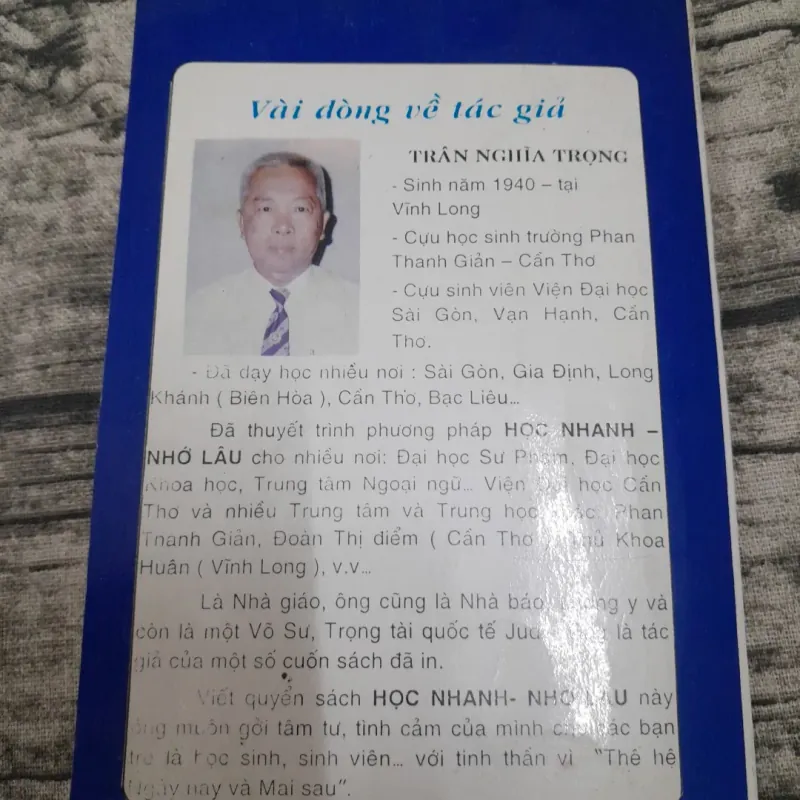 Vài dòng về tác giả
TRẦN NGHĨA TRỌNG
- Sinh năm 1940 – tại
Vĩnh Long
- Cựu học sinh trường Phan
Thanh Giản – Cần Thơ
- Cựu sinh viên Viện Đại học
Sài Gòn, Vạn Hạnh, Cần
Thơ.
- Đã dạy học nhiều nơi : Sài Gòn, Gia Định, Long
Khánh ( Biên Hòa ), Cần Thơ, Bạc Liêu...
Đã thuyết trình phương pháp HỌC NHANH –
NHỚ LÂU cho nhiều nơi: Đại học Sư Phạm, Đại học
Khoa học, Trung tâm Ngoại ngữ... Viện Đại học Cần
Thơ và nhiều Trung tâm và Trung học Phan
Thanh Giản, Đoàn Thị điểm ( Cần Thơ Thủ Khoa
Huân ( Vĩnh Long ), v.v...
Là Nhà giáo, ông cũng là Nhà báo, y và
còn là một Võ Sư, Trọng tài quốc tế là tác
giả của một số cuốn sách đã in.
Viết quyển sách HỌC NHANH- NHỚ LÂU này
ông muốn gởi tâm tư, tình cảm của mình các bạn
trẻ là học sinh, sinh viên... với tinh thần vì "Thế hệ
Ngày nay và Mai sau".